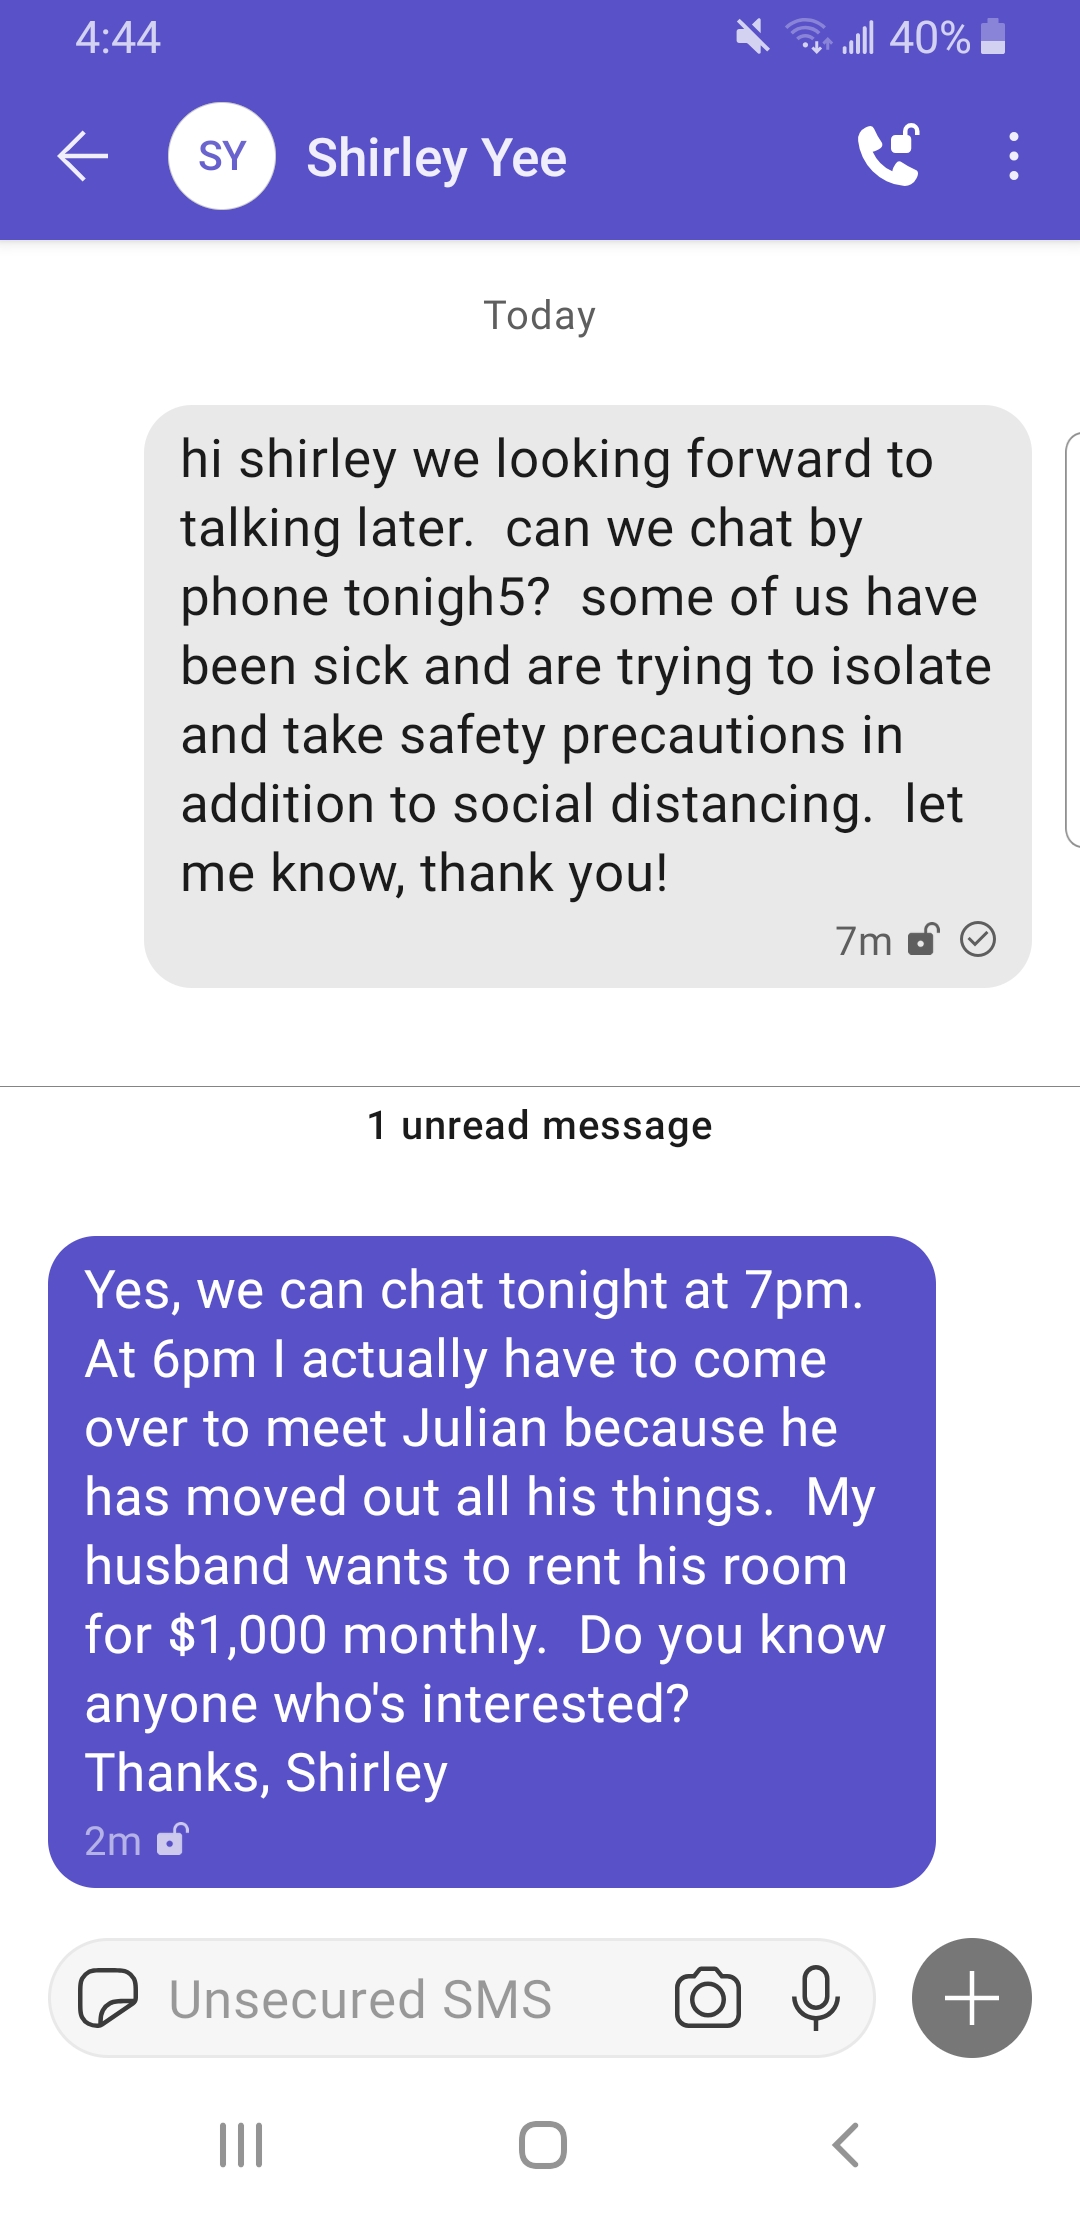 4:44
40%
SY
Shirley Yee
Today
hi shirley we looking forward to
talking later.  can we chat by
phone tonigh5?  some of us have
been sick and are trying to isolate
and take safety precautions in
addition to social distancing.  let
me know, thank you!
7m
1 unread message
Yes, we can chat tonight at 7pm.
At 6pm I actually have to come
over to meet Julian because he
has moved out all his things.  My
husband wants to rent his room
for $1,000 monthly.  Do you know
anyone who's interested?
Thanks, Shirley
2m
Unsecured SMS